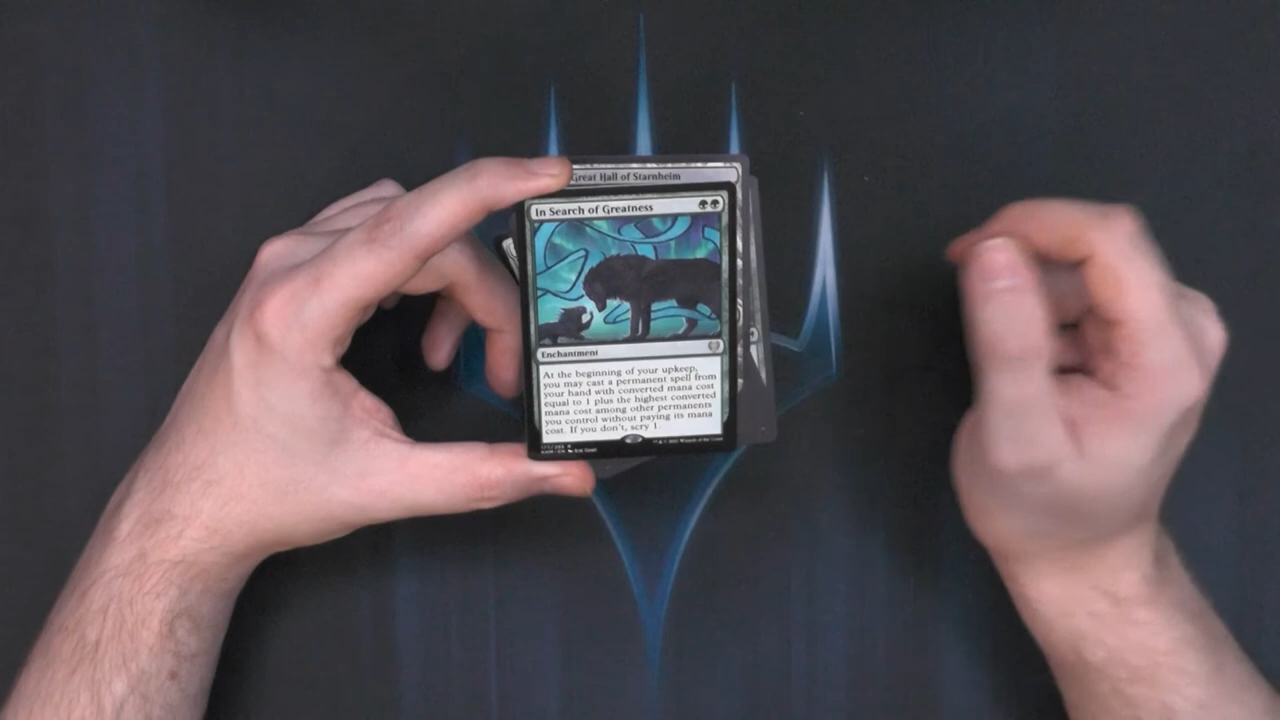 Great Hall of Starnheim
In Search of Greatness
Enchantment
At the beginning of your upkeep,
you may cast a permanent spell from
your hand with converted mana cost
equal to 1 plus the highest converted
mana cost among other permanents
you control without paying its mana
cost. If you don't, scry 1.